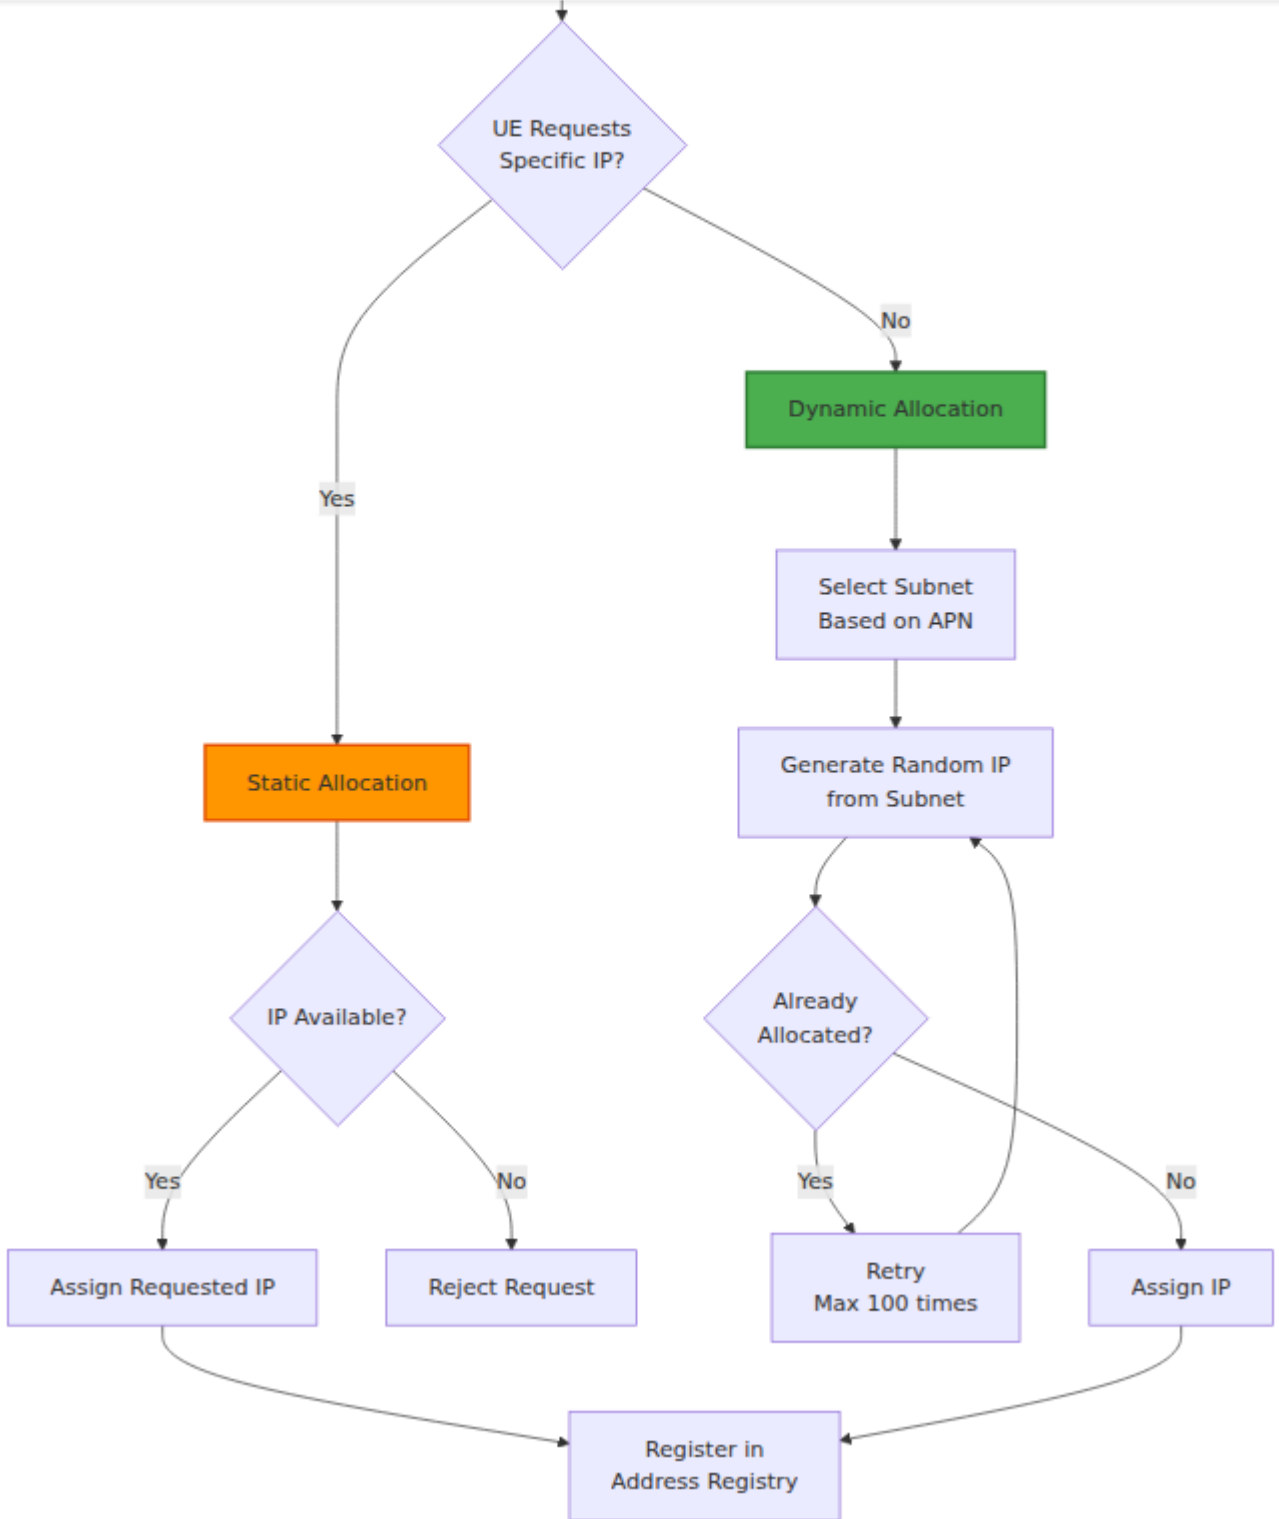 UE Requests
Specific IP?
No
Dynamic Allocation
Yes
Select Subnet
Based on APN
Static Allocation
Generate Random IP
from Subnet
IP Available?
Already
Allocated?
Yes
No
Yes
No
Assign Requested IP
Reject Request
Retry
Max 100 times
Assign IP
Register in
Address Registry